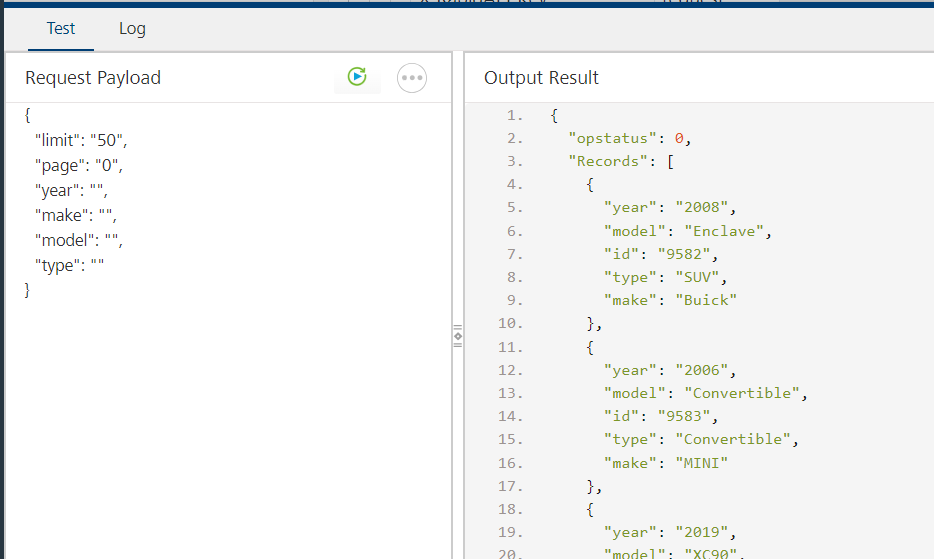 Test
Log
Request Payload
{
"limit": "50",
"page": "0",
"year": "",
"make": "",
"model": "",
"type": ""
}
Output Result
1. {
2. "opstatus": 0,
3. "Records": [
4. {
5. "year": "2008",
6. "model": "Enclave",
7. "id": "9582",
8. "type": "SUV",
9. "make": "Buick"
10. },
11. {
12. "year": "2006",
13. "model": "Convertible",
14. "id": "9583",
15. "type": "Convertible",
16. "make": "MINI"
17. },
18. {
19. "year": "2019",
20. "model": "XC90",